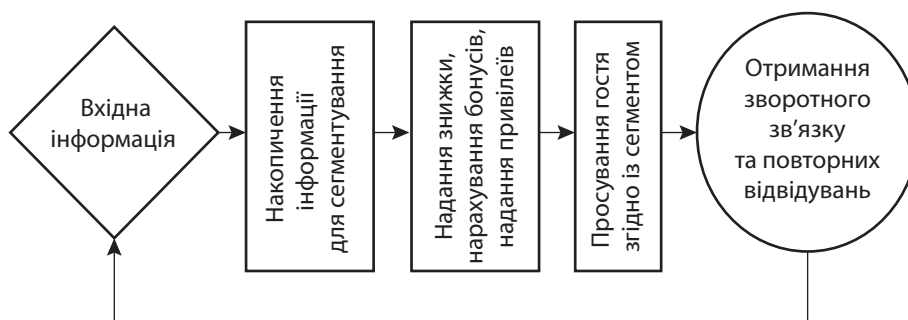 Вхідна
інформація
Накопичення
інформації
для сегментування
Надання знижки,
нарахування бонусів,
надання привілеїв
Просування гостя
згідно із сегментом
Отримання
зворотного
зв’язку
та повторних
відвідувань